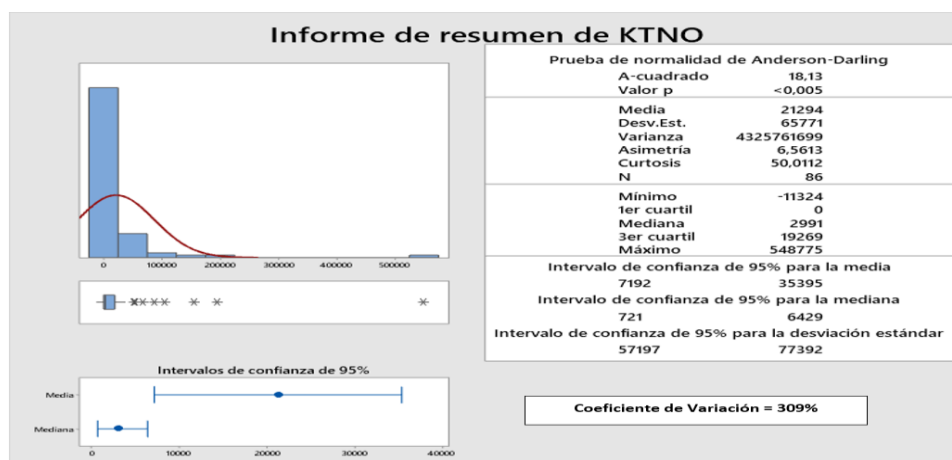 Informe de resumen de KTNO
Prueba de normalidad de Anderson-Darling
A-cuadrado 18,13
Valor p <0,005
Media 21294
Desv.Est. 65771
Varianza 4325761699
Asimetría 6,5613
Curtosis 50,0112
N 86
Mínimo -11324
1er cuartil 0
Mediana 2991
3er cuartil 19269
Máximo 548775
Intervalo de confianza de 95% para la media
7192 35395
Intervalo de confianza de 95% para la mediana
721 6429
Intervalo de confianza de 95% para la desviación estándar
57197 77392
0 100000 200000 300000 400000 500000
Intervalos de confianza de 95%
Media
Mediana
0 10000 20000 30000 40000
Coeficiente de Variación = 309%